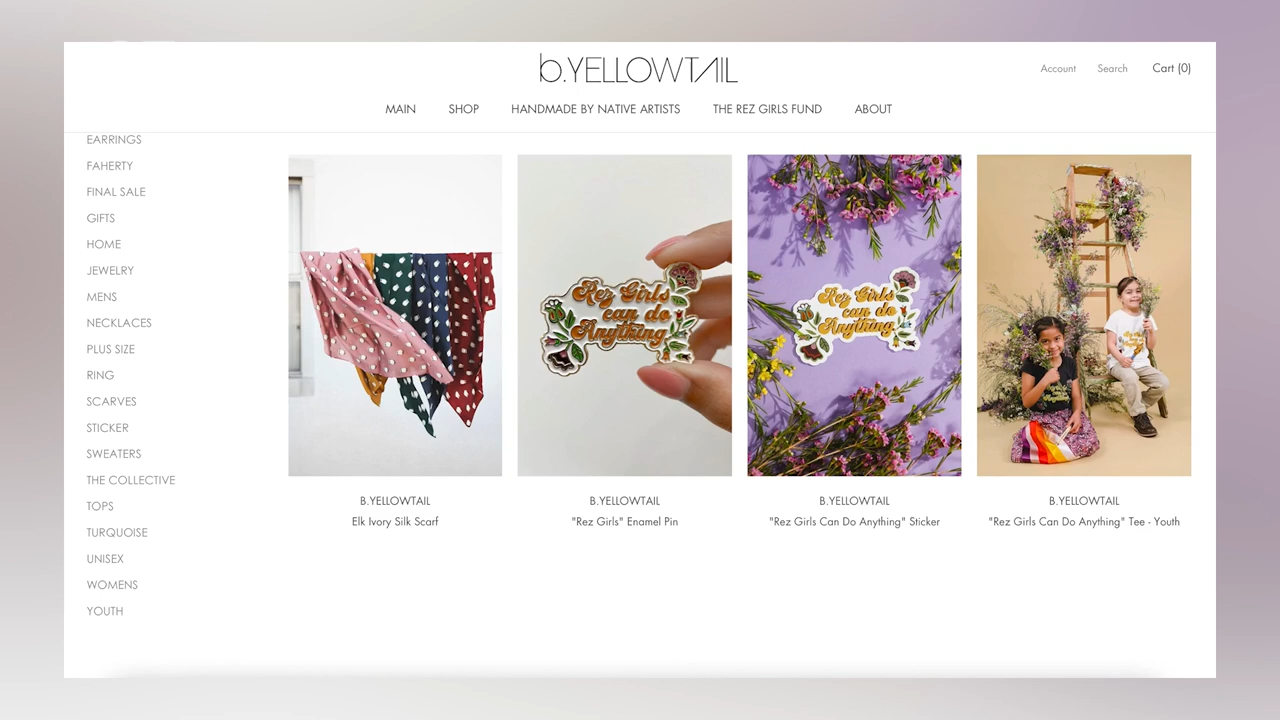 b.YELLOWTAIL
Account
Search
Cart (0)
MAIN
SHOP
HANDMADE BY NATIVE ARTISTS
THE REZ GIRLS FUND
ABOUT
EARRINGS
FAHERTY
FINAL SALE
GIFTS
HOME
JEWELRY
MENS
NECKLACES
PLUS SIZE
RING
SCARVES
STICKER
SWEATERS
THE COLLECTIVE
TOPS
TURQUOISE
UNISEX
WOMENS
YOUTH
Rez Girls
can do
Anything
Rez Girls
can do
Anything
B.YELLOWTAIL
Elk Ivory Silk Scarf
B.YELLOWTAIL
"Rez Girls" Enamel Pin
B.YELLOWTAIL
"Rez Girls Can Do Anything" Sticker
B.YELLOWTAIL
"Rez Girls Can Do Anything" Tee - Youth